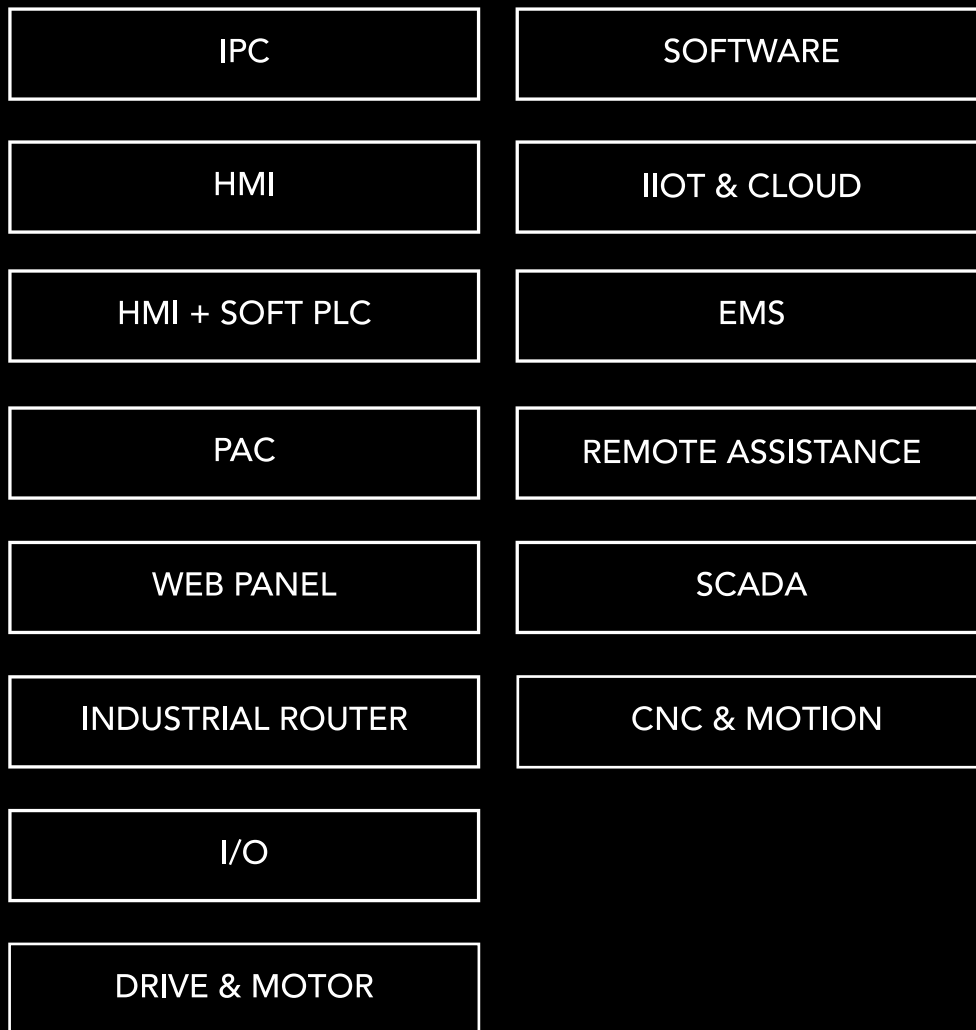 IPC
SOFTWARE
HMI
IIOT & CLOUD
HMI + SOFT PLC
EMS
PAC
REMOTE ASSISTANCE
WEB PANEL
SCADA
INDUSTRIAL ROUTER
CNC & MOTION
I/O
DRIVE & MOTOR